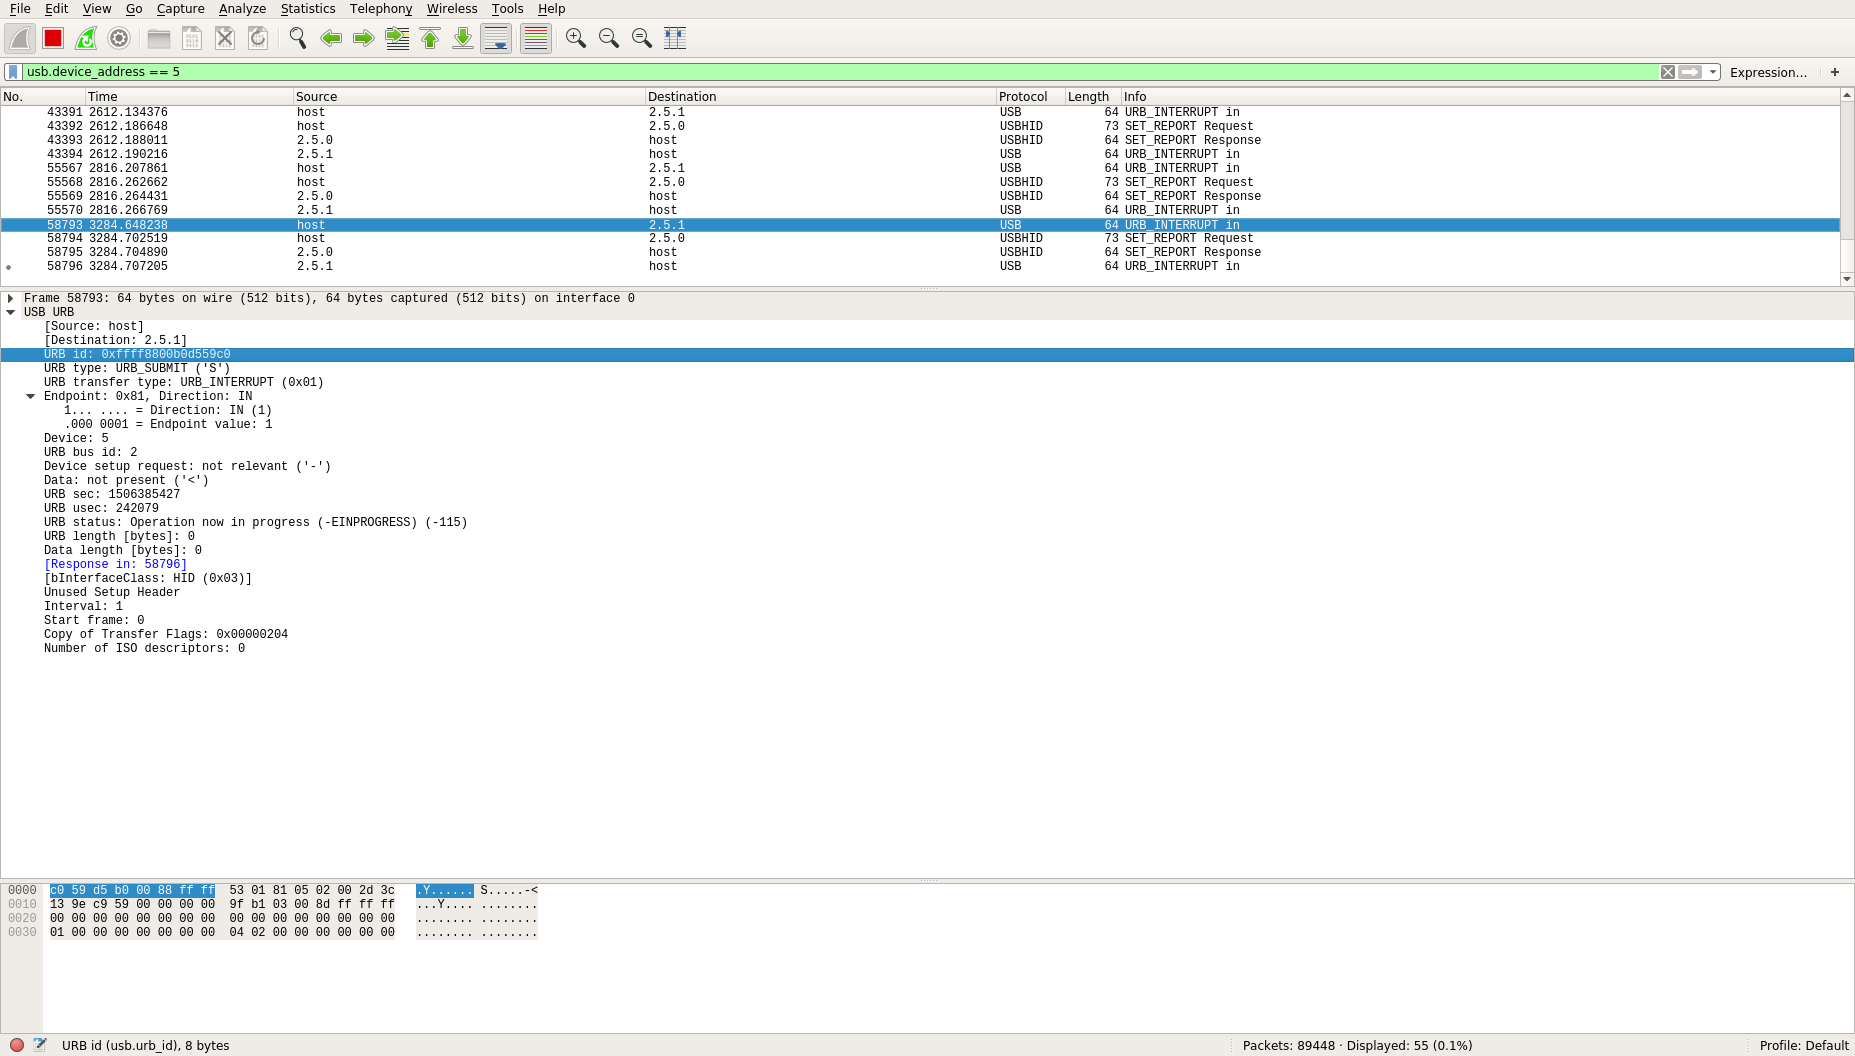 File Edit View Go Capture Analyze Statistics Telephony Wireless Tools Help
usb.device_address == 5 Expression... +
No. Time Source Destination Protocol Length Info
43391 2612.134376 host 2.5.1 USB 64 URB_INTERRUPT in
43392 2612.186648 host 2.5.0 USBHID 73 SET_REPORT Request
43393 2612.188011 2.5.0 host USBHID 64 SET_REPORT Response
43394 2612.190216 2.5.1 host USB 64 URB_INTERRUPT in
55567 2816.207861 host 2.5.1 USB 64 URB_INTERRUPT in
55568 2816.262662 host 2.5.0 USBHID 73 SET_REPORT Request
55569 2816.264431 2.5.0 host USBHID 64 SET_REPORT Response
55570 2816.266769 2.5.1 host USB 64 URB_INTERRUPT in
58793 3284.648238 host 2.5.1 USB 64 URB_INTERRUPT in
58794 3284.702519 host 2.5.0 USBHID 73 SET_REPORT Request
58795 3284.704890 2.5.0 host USBHID 64 SET_REPORT Response
58796 3284.707205 2.5.1 host USB 64 URB_INTERRUPT in
Frame 58793: 64 bytes on wire (512 bits), 64 bytes captured (512 bits) on interface 0
USB URB
[Source: host]
[Destination: 2.5.1]
URB id: 0xffff8800b0d559c0
URB type: URB_SUBMIT ('S')
URB transfer type: URB_INTERRUPT (0x01)
Endpoint: 0x81, Direction: IN
1... .... = Direction: IN (1)
.000 0001 = Endpoint value: 1
Device: 5
URB bus id: 2
Device setup request: not relevant ('-')
Data: not present ('<')
URB sec: 1506385427
URB usec: 242079
URB status: Operation now in progress (-EINPROGRESS) (-115)
URB length [bytes]: 0
Data length [bytes]: 0
[Response in: 58796]
[bInterfaceClass: HID (0x03)]
Unused Setup Header
Interval: 1
Start frame: 0
Copy of Transfer Flags: 0x00000204
Number of ISO descriptors: 0
0000 c0 59 d5 b0 00 88 ff ff 53 01 81 05 02 00 2d 3c .Y...... S.....-<
0010 13 9e c9 59 00 00 00 00 9f b1 03 00 8d ff ff ff ...Y.... ........
0020 00 00 00 00 00 00 00 00 00 00 00 00 00 00 00 00 ........ ........
0030 01 00 00 00 00 00 00 00 04 02 00 00 00 00 00 00 ........ ........
URB id (usb.urb_id), 8 bytes Packets: 89448 · Displayed: 55 (0.1%) Profile: Default